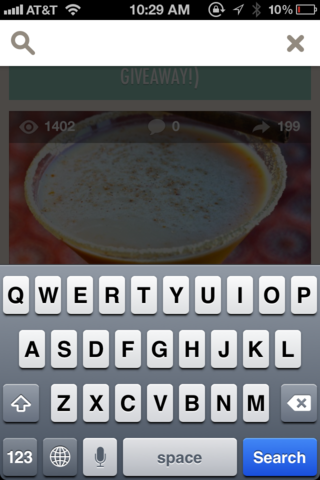 AT&T 10:29 AM 10%
GIVEAWAY!)
1402 0 199
Q W E R T Y U I O P
A S D F G H J K L
Z X C V B N M
123 space Search